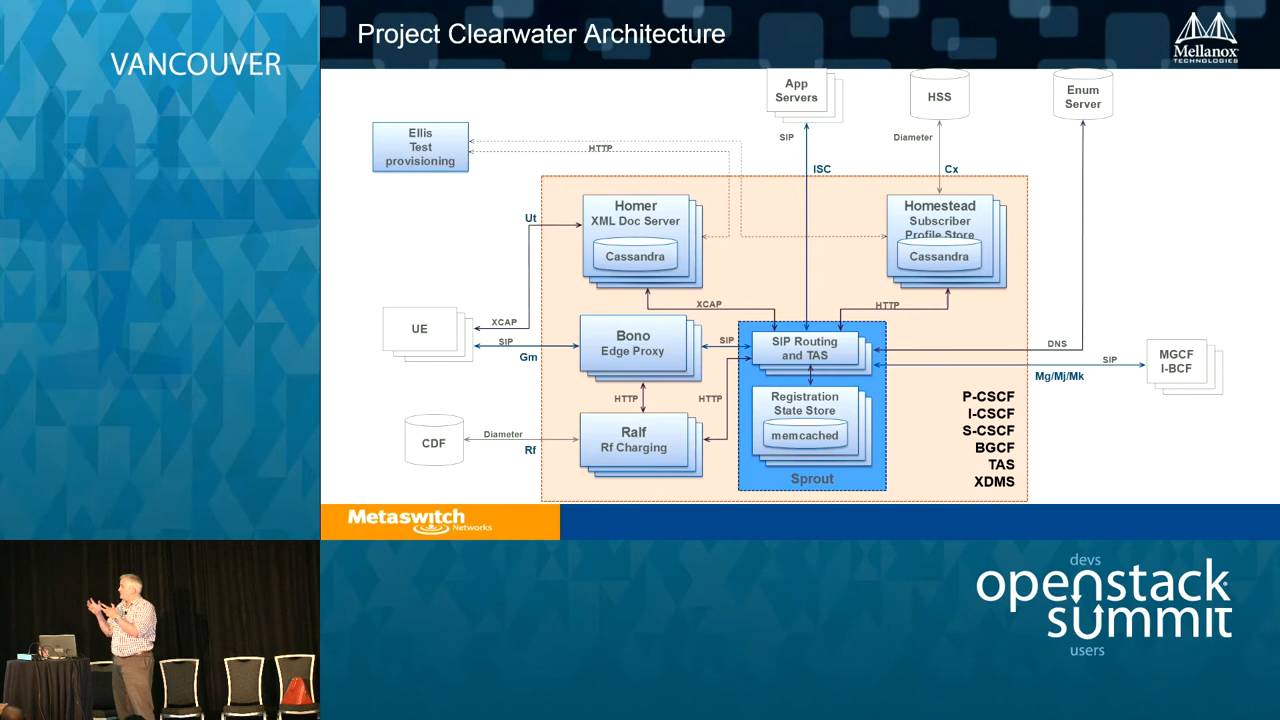 VANCOUVER
Project Clearwater Architecture
Mellanox
TECHNOLOGIES
App
Servers
HSS
Enum
Server
Ellis
Test
provisioning
HTTP
SIP
ISC
Diameter
Cx
Ut
Homer
XML Doc Server
Cassandra
Homestead
Subscriber
Profile Store
Cassandra
XCAP
HTTP
UE
XCAP
SIP
Gm
Bono
Edge Proxy
SIP
SIP Routing
and TAS
DNS
SIP
Mg/Mj/Mk
MGCF
I-BCF
HTTP
HTTP
Registration
State Store
memcached
Sprout
CDF
Diameter
Rf
Ralf
Rf Charging
P-CSCF
I-CSCF
S-CSCF
BGCF
TAS
XDMS
Metaswitch
Networks
devs
openstack
summit
users